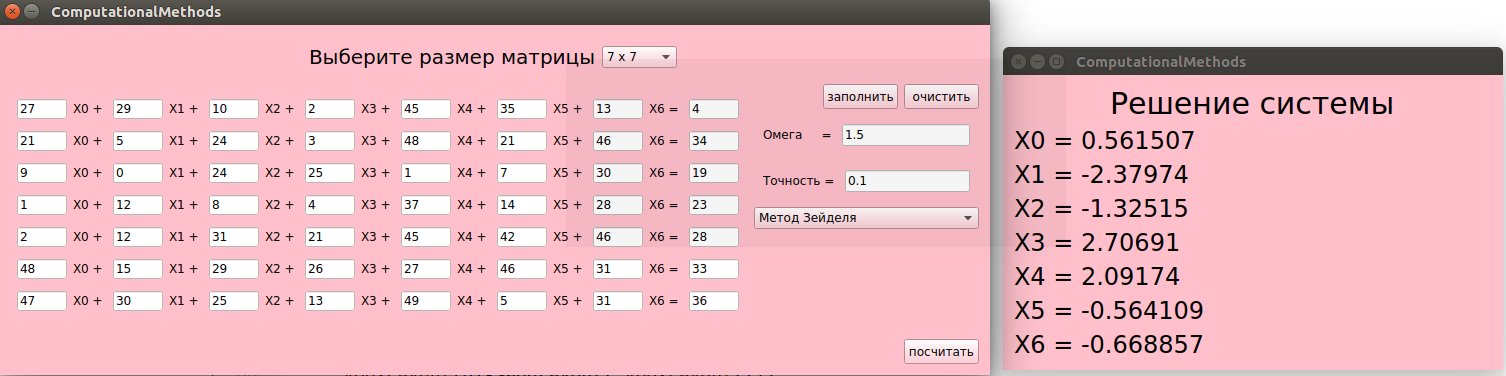 ComputationalMethods
Выберите размер матрицы 7 x 7
заполнить очистить
27 X0 + 29 X1 + 10 X2 + 2 X3 + 45 X4 + 35 X5 + 13 X6 = 4
21 X0 + 5 X1 + 24 X2 + 3 X3 + 48 X4 + 21 X5 + 46 X6 = 34
Омега = 1.5
9 X0 + 0 X1 + 24 X2 + 25 X3 + 1 X4 + 7 X5 + 30 X6 = 19
Точность = 0.1
1 X0 + 12 X1 + 8 X2 + 4 X3 + 37 X4 + 14 X5 + 28 X6 = 23
Метод Зейделя
2 X0 + 12 X1 + 31 X2 + 21 X3 + 45 X4 + 42 X5 + 46 X6 = 28
48 X0 + 15 X1 + 29 X2 + 26 X3 + 27 X4 + 46 X5 + 31 X6 = 33
47 X0 + 30 X1 + 25 X2 + 13 X3 + 49 X4 + 5 X5 + 31 X6 = 36
посчитать
ComputationalMethods
Решение системы
X0 = 0.561507
X1 = -2.37974
X2 = -1.32515
X3 = 2.70691
X4 = 2.09174
X5 = -0.564109
X6 = -0.668857